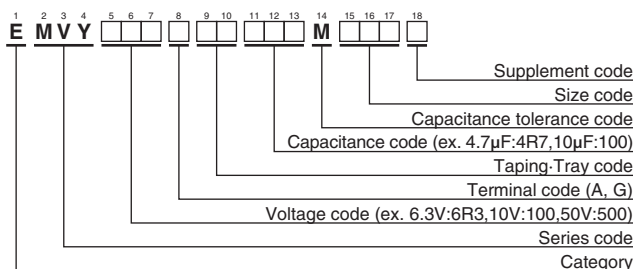 1 2 3 4 5 6 7 8 9 10 11 12 13 14 15 16 17 18
E M V Y M
Supplement code
Size code
Capacitance tolerance code
Capacitance code (ex. 4.7μF:4R7,10μF:100)
Taping·Tray code
Terminal code (A, G)
Voltage code (ex. 6.3V:6R3,10V:100,50V:500)
Series code
Category